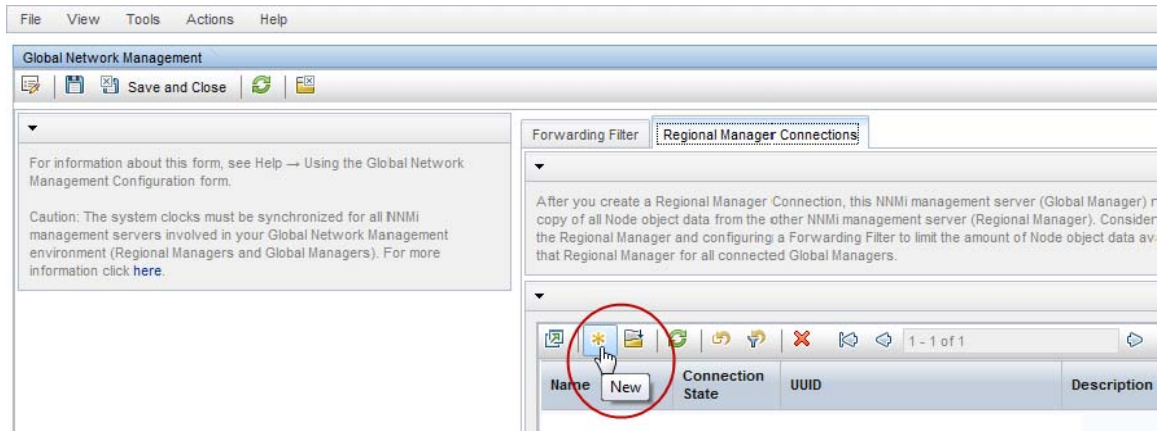 File View Tools Actions Help
Global Network Management
Save and Close
For information about this form, see Help → Using the Global Network
Management Configuration form.
Caution: The system clocks must be synchronized for all NNMi
management servers involved in your Global Network Management
environment (Regional Managers and Global Managers). For more
information click here.
Forwarding Filter Regional Manager Connections
After you create a Regional Manager Connection, this NNMi management server (Global Manager)
copy of all Node object data from the other NNMi management server (Regional Manager). Consider
the Regional Manager and configuring a Forwarding Filter to limit the amount of Node object data
that Regional Manager for all connected Global Managers.
1 - 1 of 1
Name New Connection State UUID Description